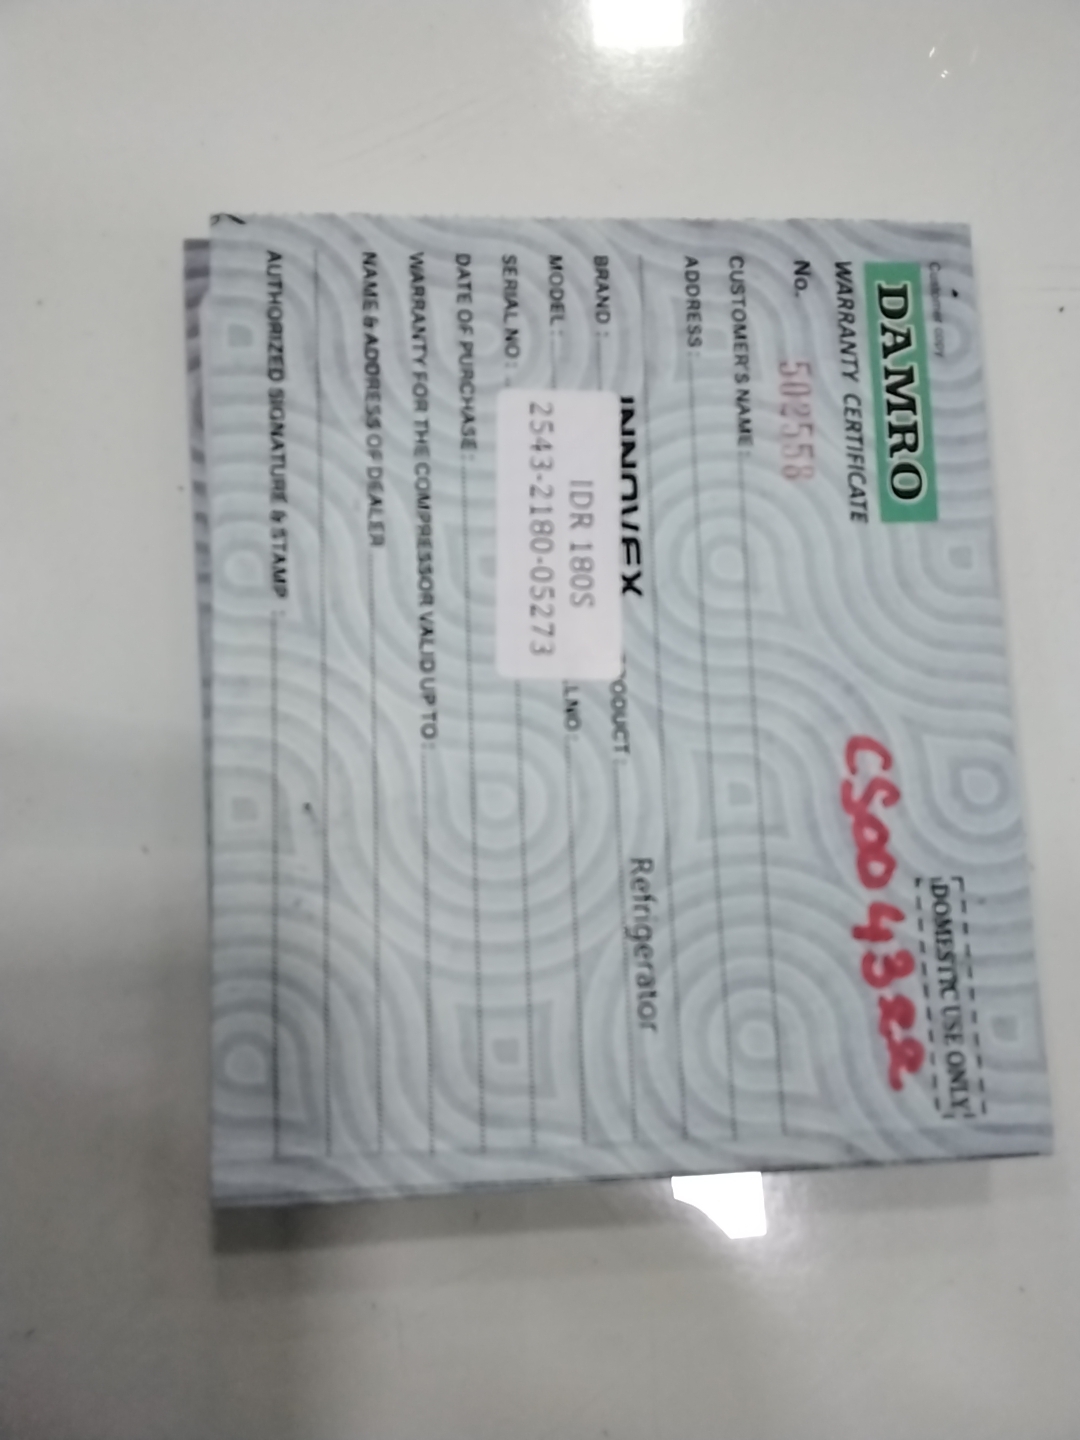 Customer copy
DAMRO
DOMESTIC USE ONLY
WARRANTY CERTIFICATE
CS004322
No. 502558
CUSTOMER'S NAME :
ADDRESS :
BRAND : INNOVEX
PRODUCT : Refrigerator
MODEL : IDR 180S
SERIAL NO : 2543-2180-05273
DATE OF PURCHASE :
WARRANTY FOR THE COMPRESSOR VALID UP TO :
NAME & ADDRESS OF DEALER
AUTHORIZED SIGNATURE & STAMP :